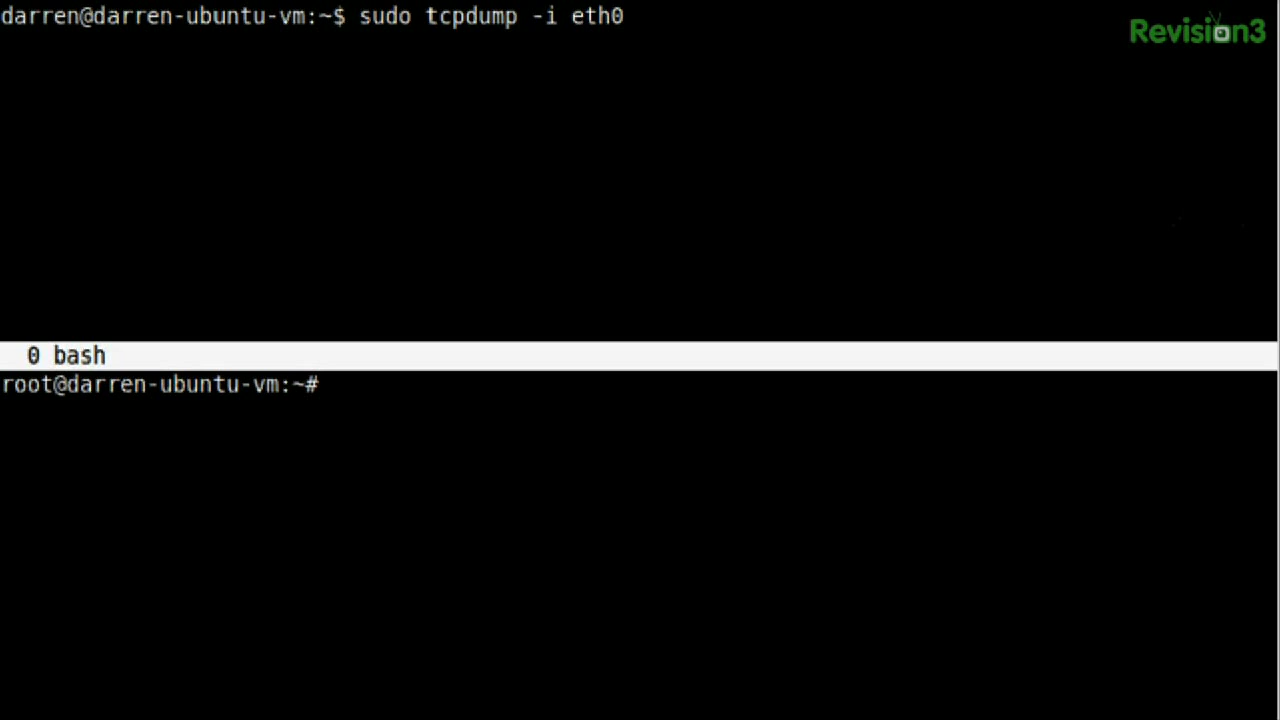 darren@darren-ubuntu-vm:~$ sudo tcpdump -i eth0
Revision3
0 bash
root@darren-ubuntu-vm:~#